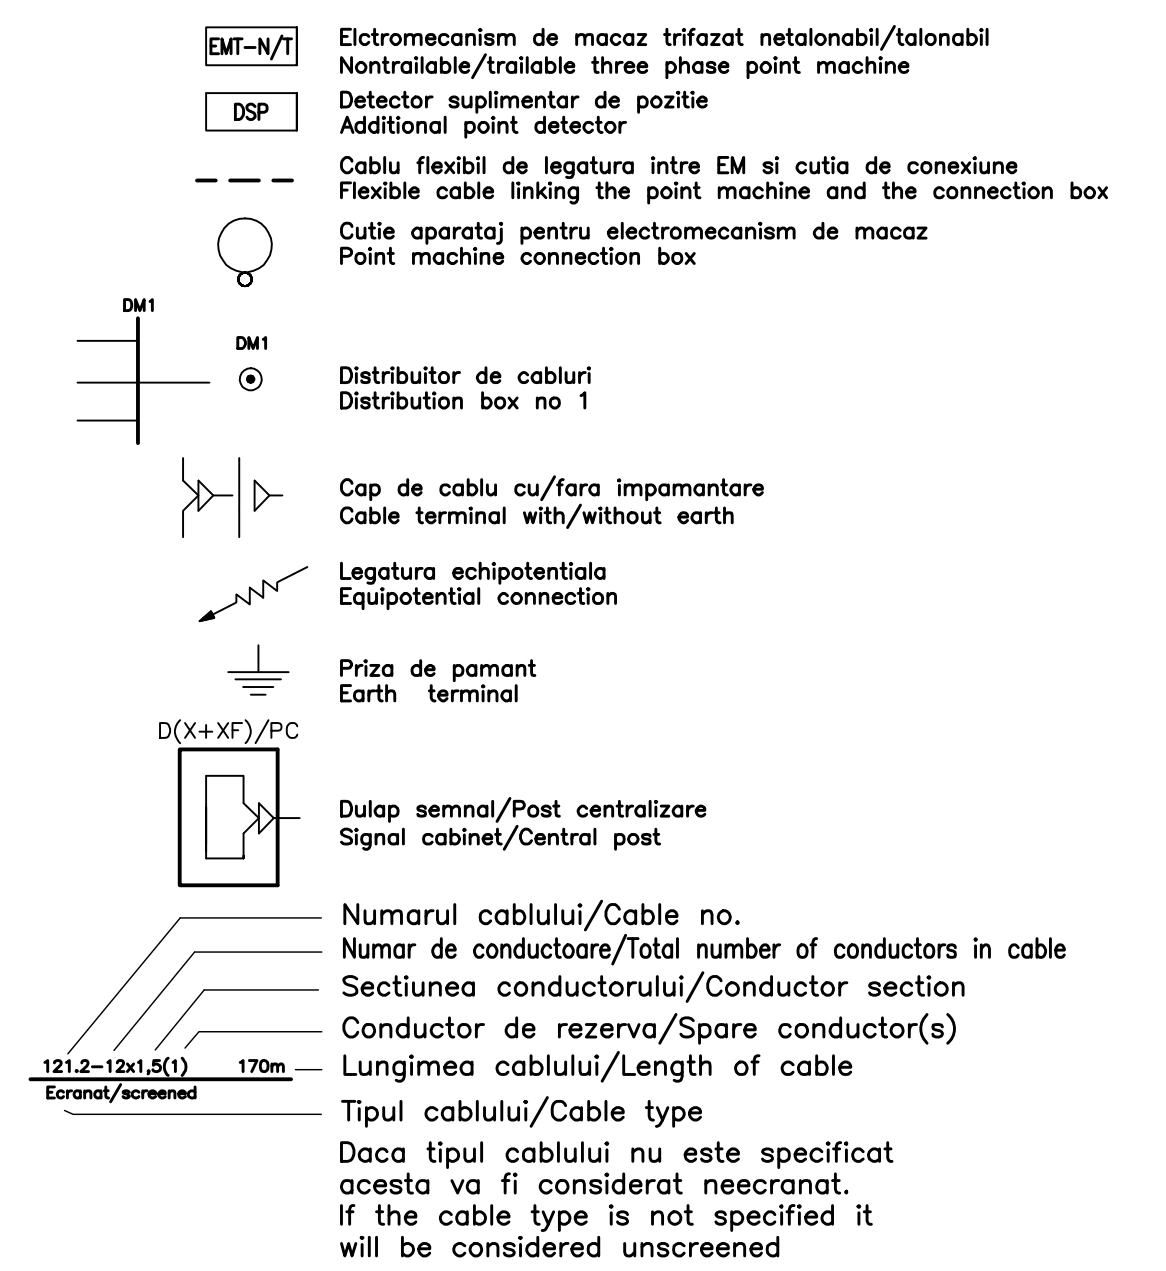 EMT-N/T
Elctromecanism de macaz trifazat netalonabil/talonabil
Nontrailable/trailable three phase point machine
DSP
Detector suplimentar de pozitie
Additional point detector
Cablu flexibil de legatura intre EM si cutia de conexiune
Flexible cable linking the point machine and the connection box
Cutie aparataj pentru electromecanism de macaz
Point machine connection box
DM1
DM1
Distribuitor de cabluri
Distribution box no 1
Cap de cablu cu/fara impamantare
Cable terminal with/without earth
Legatura echipotentiala
Equipotential connection
Priza de pamant
Earth terminal
D(X+XF)/PC
Dulap semnal/Post centralizare
Signal cabinet/Central post
Numarul cablului/Cable no.
Numar de conductoare/Total number of conductors in cable
Sectiunea conductorului/Conductor section
Conductor de rezerva/Spare conductor(s)
121.2-12x1,5(1) 170m
Lungimea cablului/Length of cable
Ecranat/screened
Tipul cablului/Cable type
Daca tipul cablului nu este specificat
acesta va fi considerat neecranat.
If the cable type is not specified it
will be considered unscreened